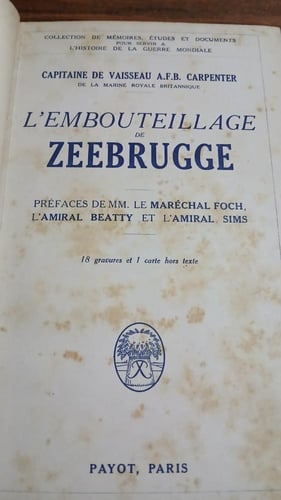 COLLECTION DE MÉMOIRES, ÉTUDES ET DOCUMENTS
POUR SERVIR A
L'HISTOIRE DE LA GUERRE MONDIALE
CAPITAINE DE VAISSEAU A.F.B. CARPENTER
DE LA MARINE ROYALE BRITANNIQUE
L'EMBOUTEILLAGE
DE
ZEEBRUGGE
PRÉFACES DE MM. LE MARÉCHAL FOCH,
L'AMIRAL BEATTY ET L'AMIRAL SIMS
18 gravures et 1 carte hors texte
PAYOT, PARIS